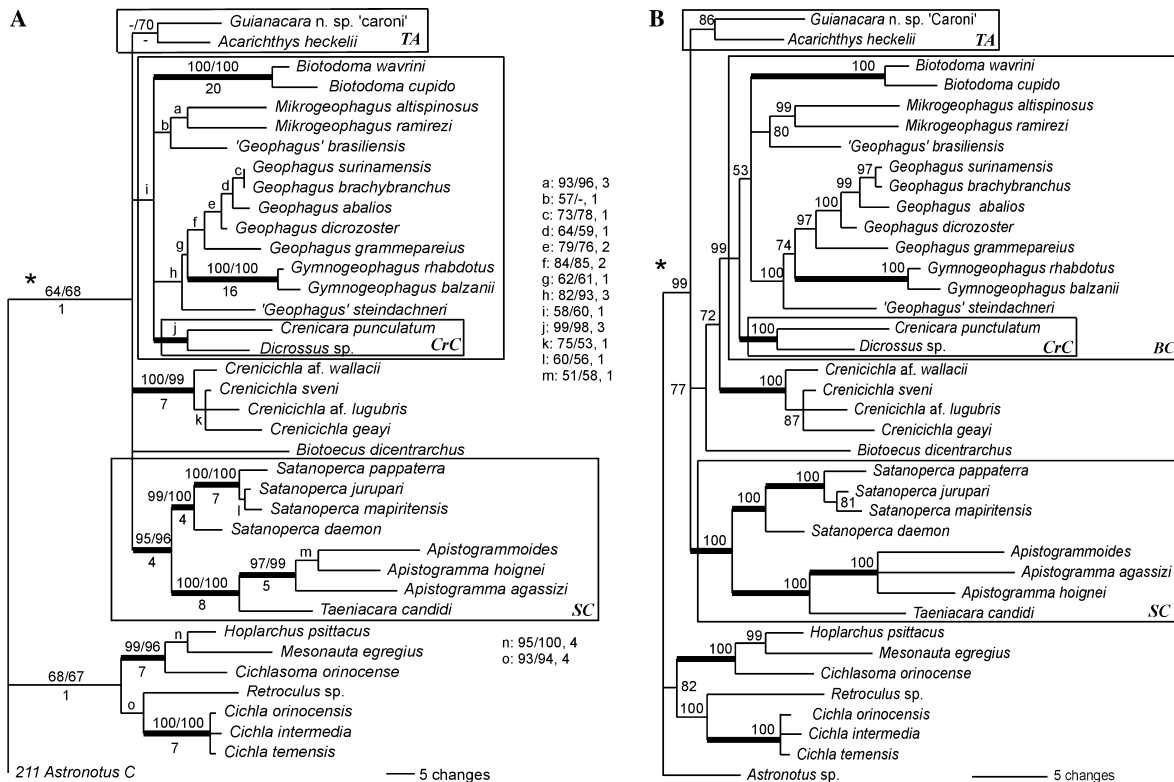 A
-/70
-
Guianacara n. sp. 'caroni'
Acarichthys heckelii
TA
100/100
20
Biotodoma wavrini
Biotodoma cupido
a
Mikrogeophagus altispinosus
Mikrogeophagus ramirezi
b
'Geophagus' brasiliensis
Geophagus surinamensis
c
Geophagus brachybranchus
d
Geophagus abalios
e
Geophagus dicrozoster
f
Geophagus grammepareius
g
100/100
16
Gymnogeophagus rhabdotus
Gymnogeophagus balzanii
h
'Geophagus' steindachneri
i
j
Crenicara punctulatum
Dicrossus sp.
CrC
*
64/68
1
100/99
7
Crenicichla af. wallacii
Crenicichla sveni
Crenicichla af. lugubris
k
Crenicichla geayi
Biotoecus dicentrarchus
100/100
7
Satanoperca pappaterra
Satanoperca jurupari
Satanoperca mapiritensis
l
99/100
4
Satanoperca daemon
95/96
4
m
Apistogrammoides
97/99
5
Apistogramma hoignei
Apistogramma agassizi
100/100
8
Taeniacara candidi
SC
n
Hoplarchus psittacus
99/96
7
Mesonauta egregius
Cichlasoma orinocense
68/67
1
o
Retroculus sp.
Cichla orinocensis
100/100
7
Cichla intermedia
Cichla temensis
211 Astronotus C
5 changes
a: 93/96, 3
b: 57/-, 1
c: 73/78, 1
d: 64/59, 1
e: 79/76, 2
f: 84/85, 2
g: 62/61, 1
h: 82/93, 3
i: 58/60, 1
j: 99/98, 3
k: 75/53, 1
l: 60/56, 1
m: 51/58, 1
n: 95/100, 4
o: 93/94, 4
B
86
Guianacara n. sp. 'Caroni'
Acarichthys heckelii
TA
100
Biotodoma wavrini
Biotodoma cupido
99
Mikrogeophagus altispinosus
Mikrogeophagus ramirezi
80
'Geophagus' brasiliensis
53
Geophagus surinamensis
97
Geophagus brachybranchus
99
Geophagus abalios
100
Geophagus dicrozoster
97
Geophagus grammepareius
74
100
Gymnogeophagus rhabdotus
Gymnogeophagus balzanii
100
'Geophagus' steindachneri
99
100
Crenicara punctulatum
Dicrossus sp.
CrC
BC
*
99
72
Crenicichla af. wallacii
100
Crenicichla sveni
Crenicichla af. lugubris
87
Crenicichla geayi
77
Biotoecus dicentrarchus
100
Satanoperca pappaterra
Satanoperca jurupari
81
Satanoperca mapiritensis
100
Satanoperca daemon
100
Apistogrammoides
100
Apistogramma agassizi
100
Apistogramma hoignei
Taeniacara candidi
SC
99
Hoplarchus psittacus
100
Mesonauta egregius
Cichlasoma orinocense
82
Retroculus sp.
100
Cichla orinocensis
100
Cichla intermedia
Cichla temensis
Astronotus sp.
5 changes